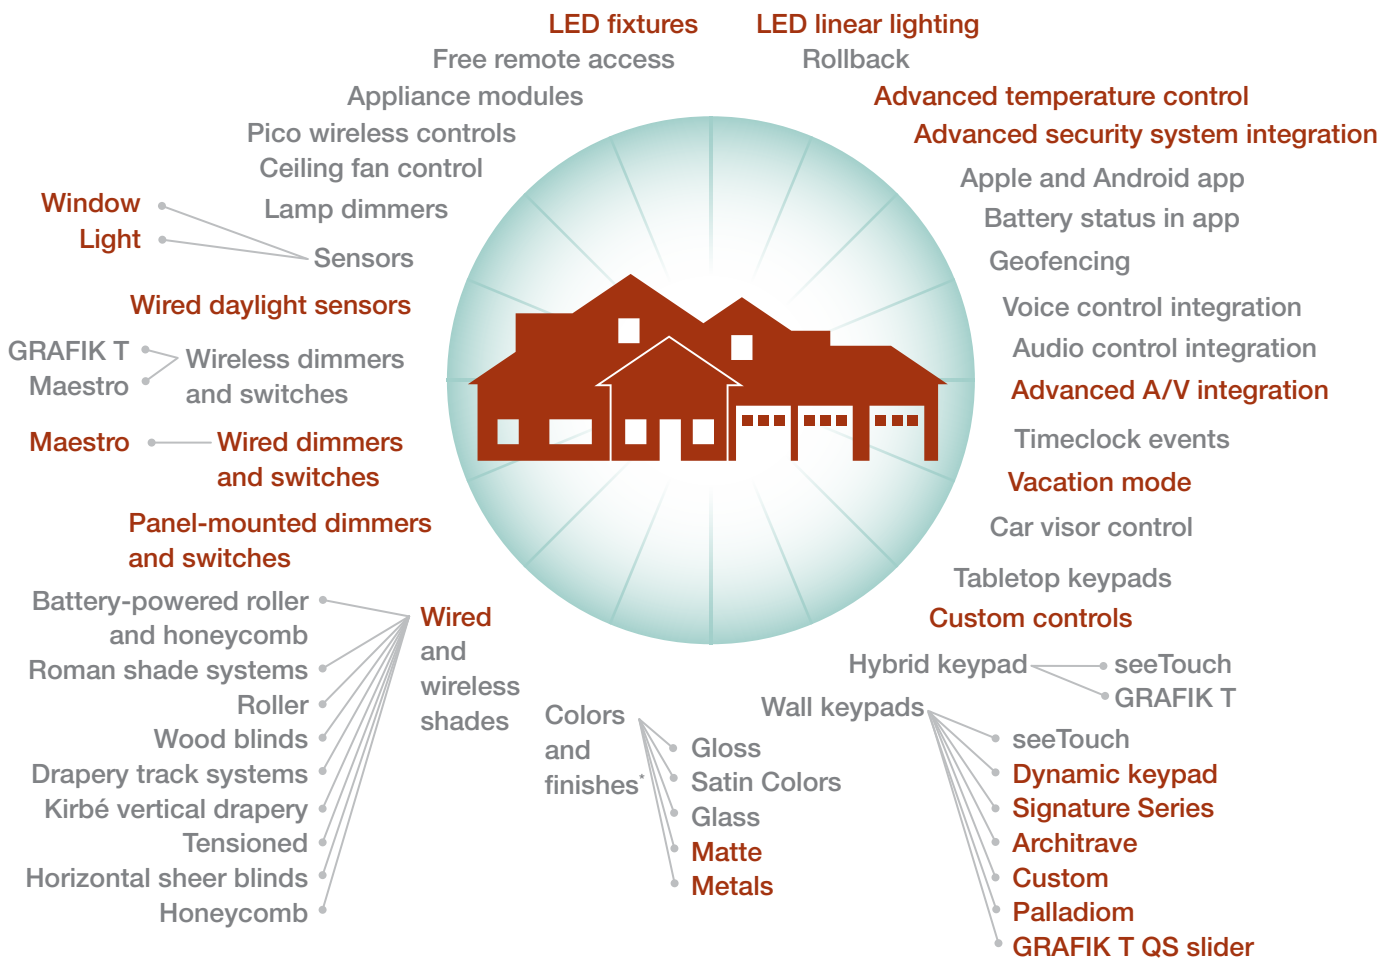 LED fixtures
LED linear lighting
Free remote access
Rollback
Appliance modules
Advanced temperature control
Pico wireless controls
Advanced security system integration
Ceiling fan control
Apple and Android app
Window
Lamp dimmers
Battery status in app
Light
Sensors
Geofencing
Wired daylight sensors
Voice control integration
GRAFIK T
Maestro
Wireless dimmers
and switches
Audio control integration
Advanced A/V integration
Maestro
Wired dimmers
and switches
Timeclock events
Vacation mode
Panel-mounted dimmers
and switches
Car visor control
Tabletop keypads
Custom controls
Wired
and
wireless
shades
Battery-powered roller
and honeycomb
Roman shade systems
Roller
Wood blinds
Drapery track systems
Kirbé vertical drapery
Tensioned
Horizontal sheer blinds
Honeycomb
Colors
and
finishes*
Gloss
Satin Colors
Glass
Matte
Metals
Hybrid keypad
seeTouch
GRAFIK T
Wall keypads
seeTouch
Dynamic keypad
Signature Series
Architrave
Custom
Palladiom
GRAFIK T QS slider